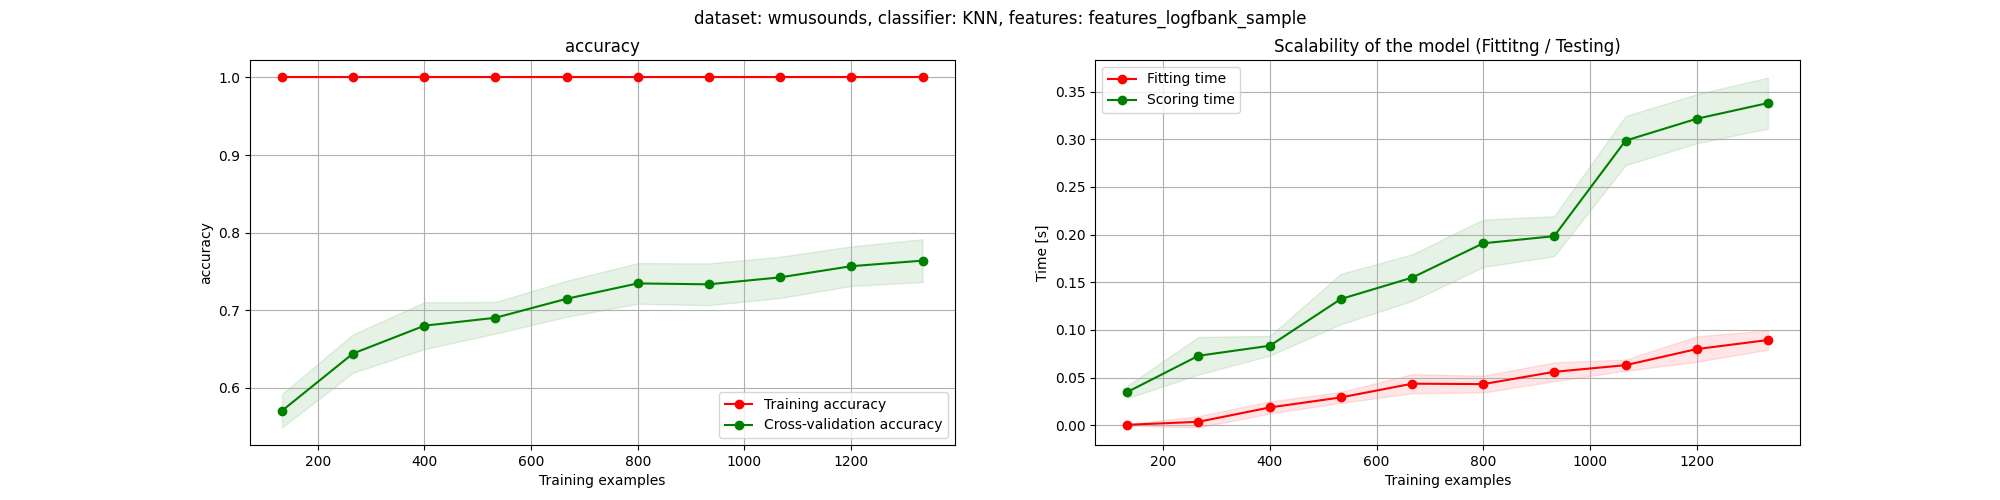 dataset: wmusounds, classifier: KNN, features: features_logfbank_sample
accuracy
1.0
0.9
0.8
0.7
0.6
accuracy
Training accuracy
Cross-validation accuracy
200 400 600 800 1000 1200
Training examples
Scalability of the model (Fittitng / Testing)
Fitting time
Scoring time
0.35
0.30
0.25
0.20
0.15
0.10
0.05
0.00
Time [s]
200 400 600 800 1000 1200
Training examples